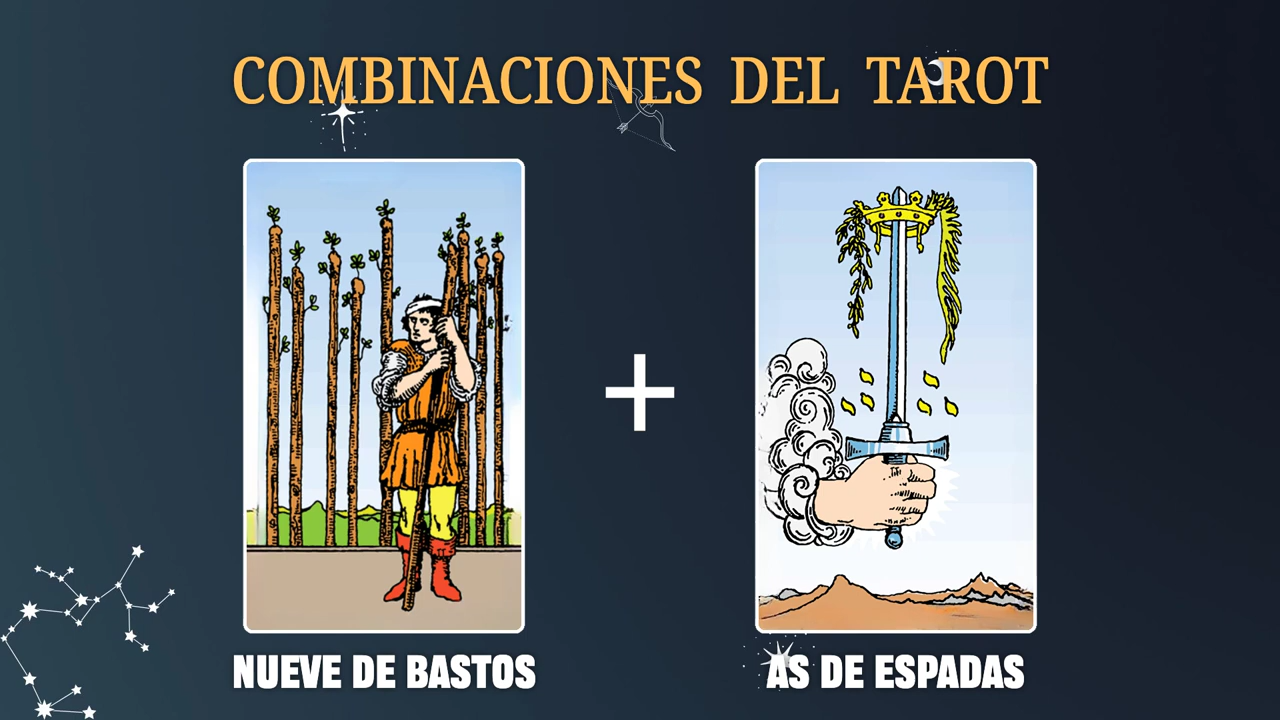 COMBINACIONES DEL TAROT
+
NUEVE DE BASTOS
AS DE ESPADAS